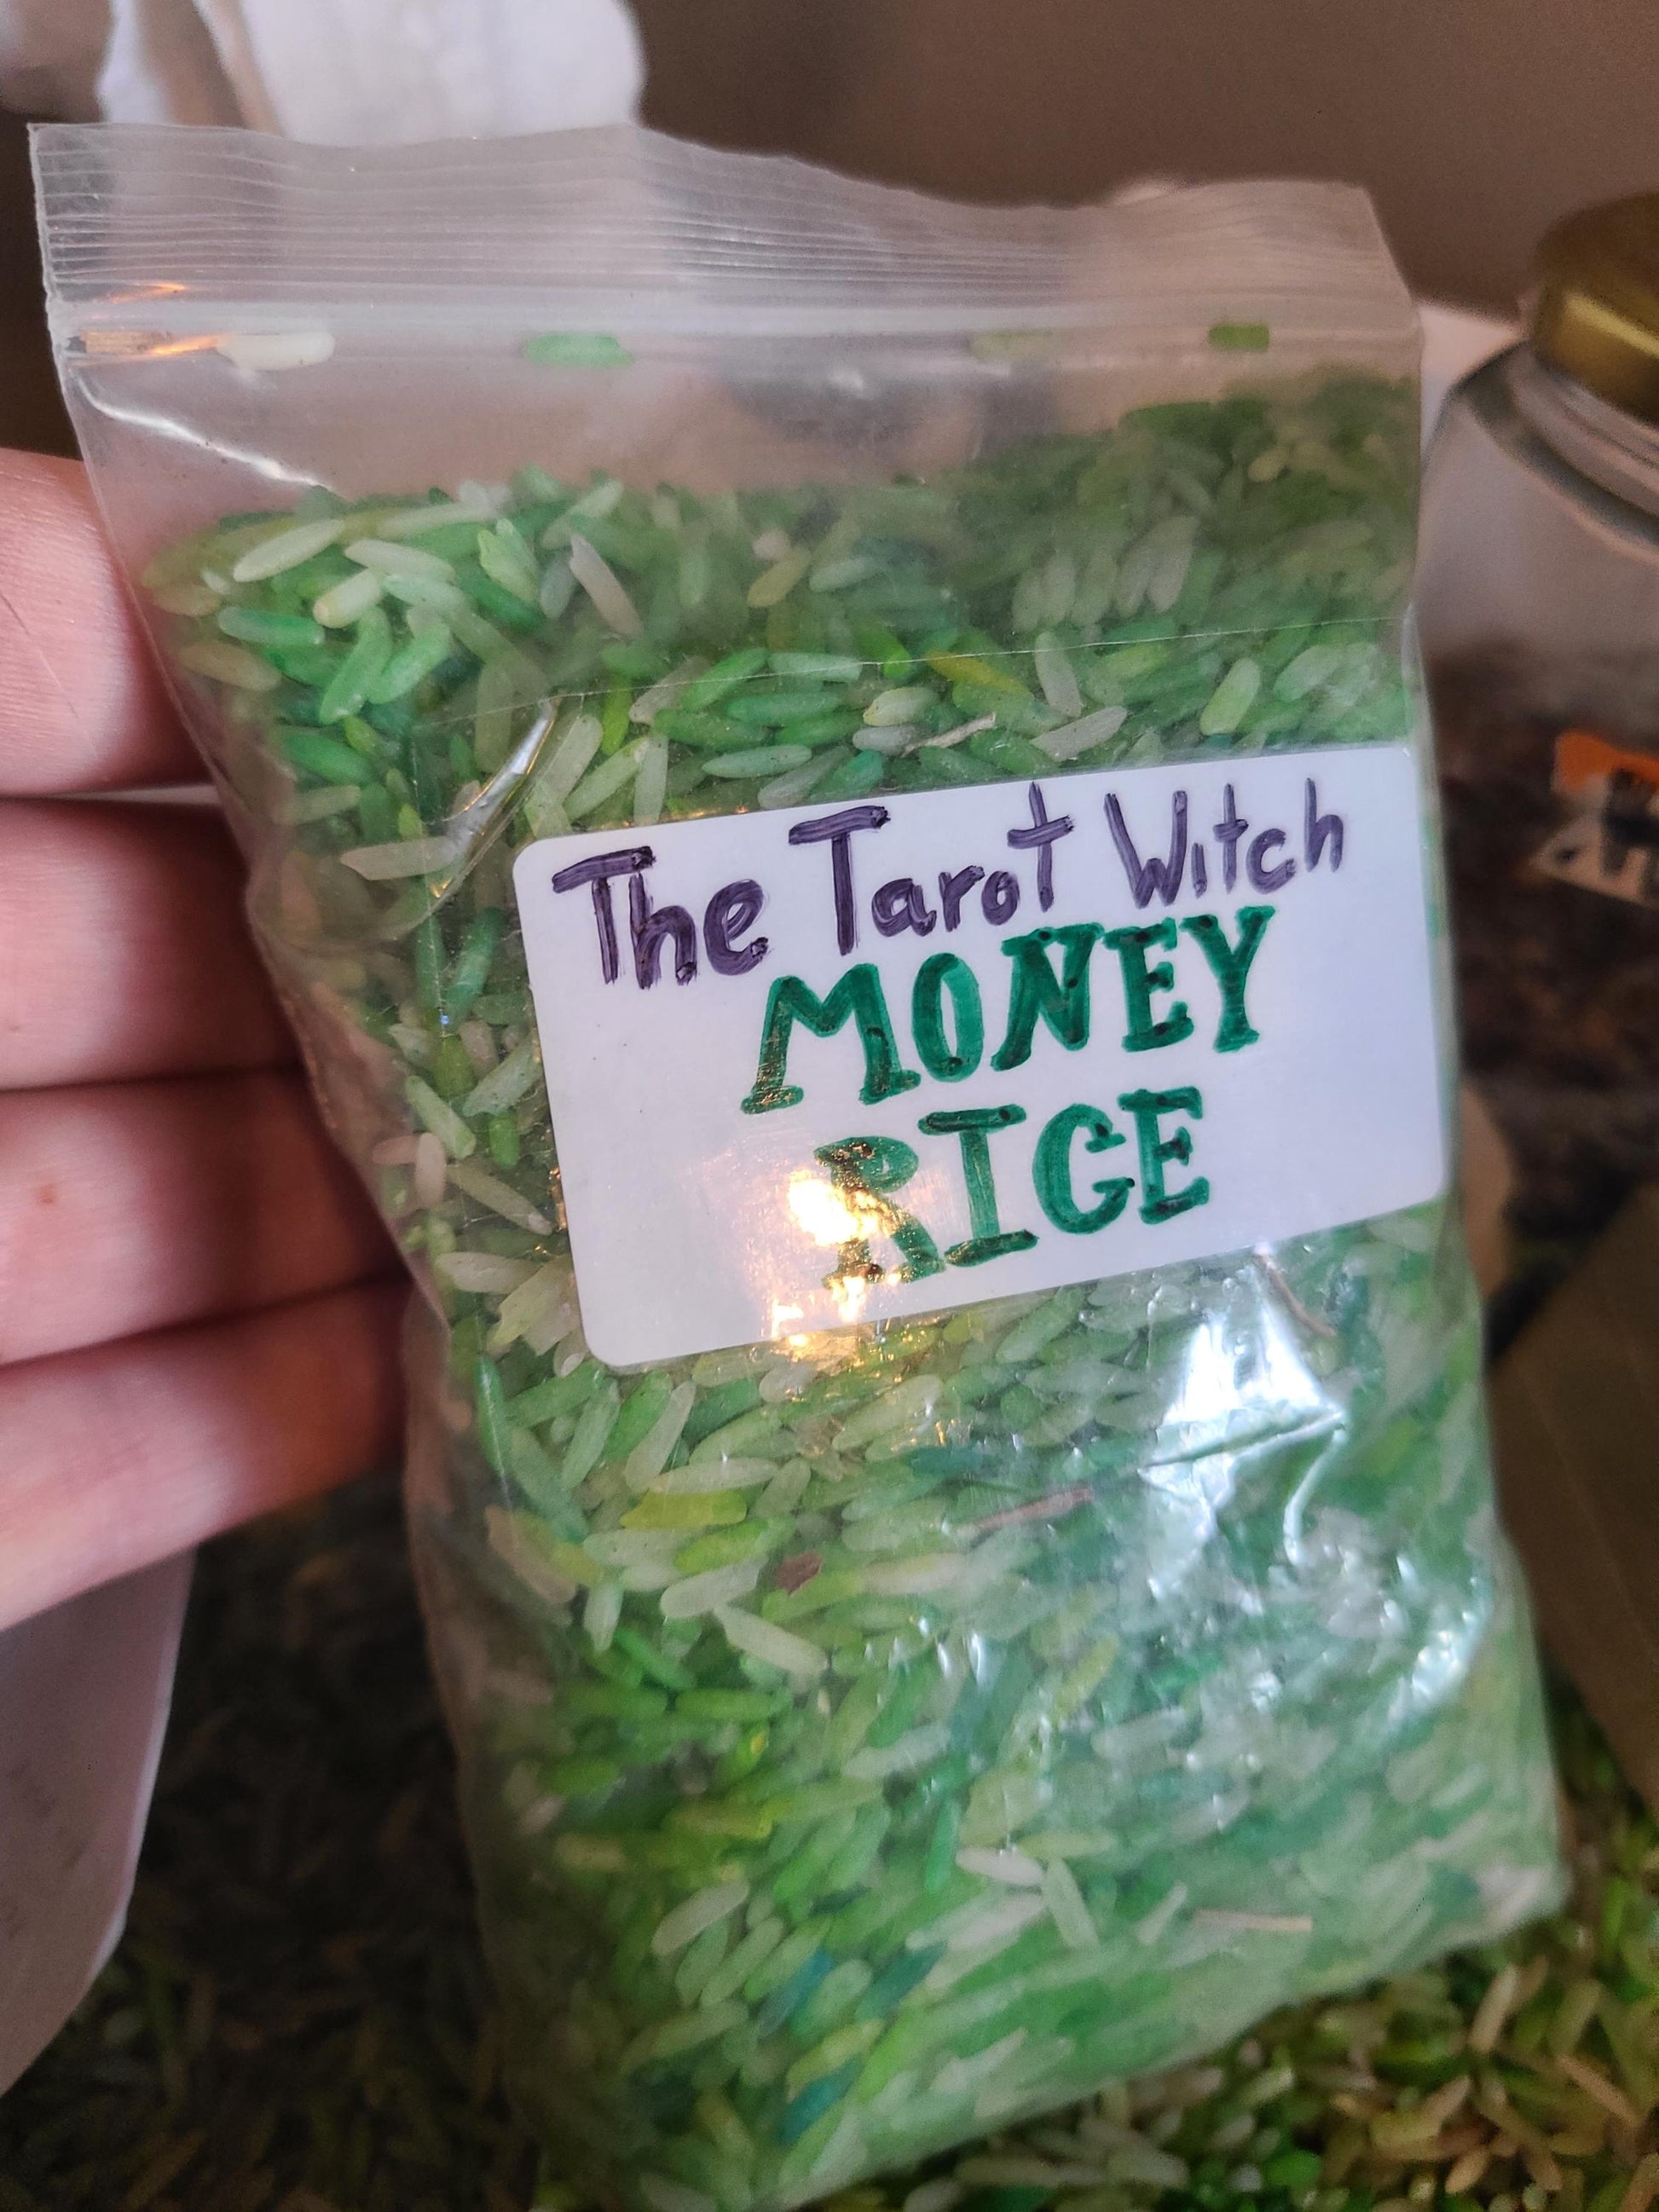 The Tarot Witch
MONEY
RICE